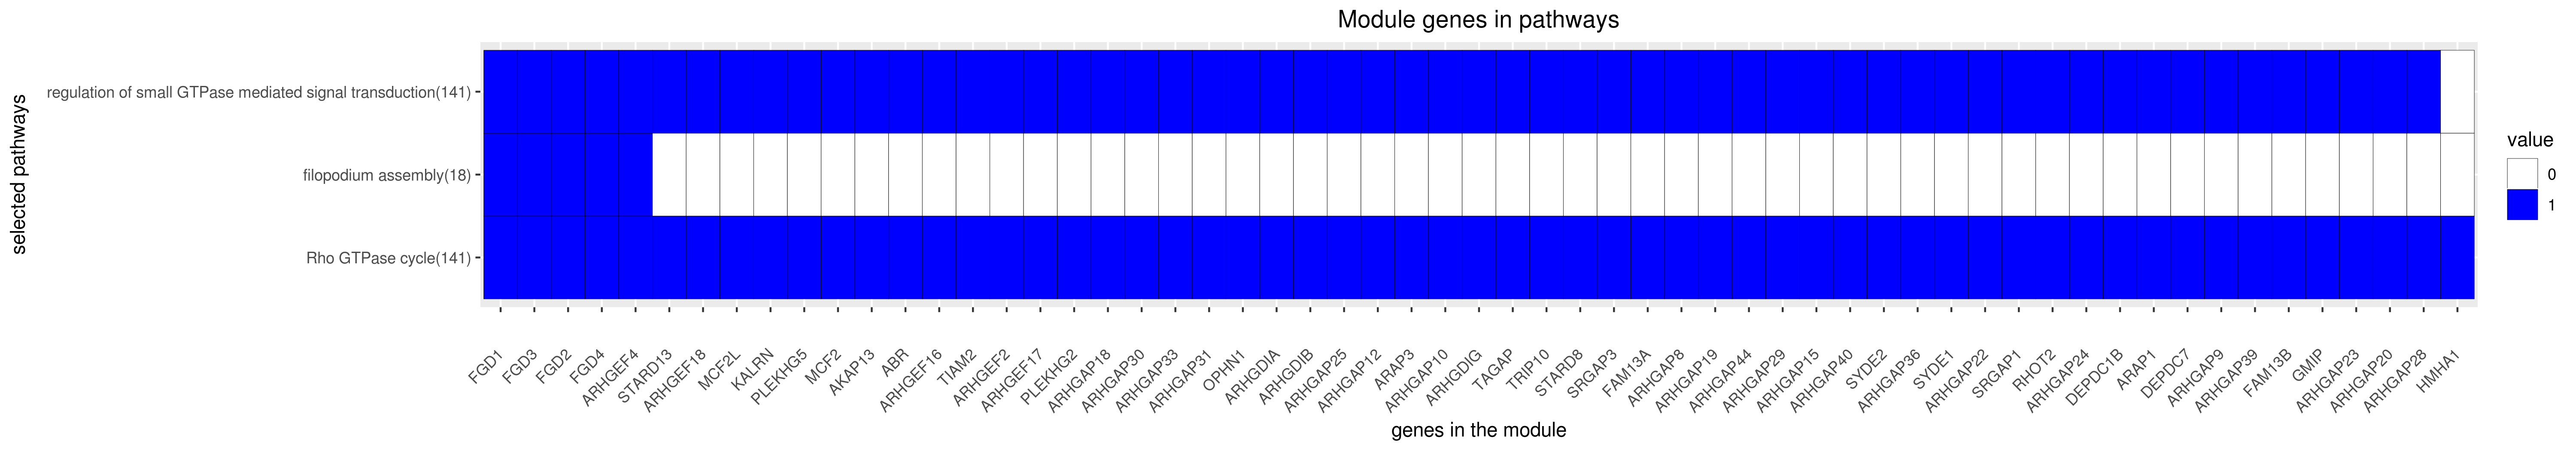 Module genes in pathways
selected pathways
regulation of small GTPase mediated signal transduction(141)
filopodium assembly(18)
Rho GTPase cycle(141)
value
0
1
FGD1
FGD3
FGD2
FGD4
ARHGEF4
STARD13
ARHGEF18
MCF2L
KALRN
PLEKHG5
MCF2
AKAP13
ABR
ARHGEF16
TIAM2
ARHGEF2
ARHGEF17
PLEKHG2
ARHGAP18
ARHGAP30
ARHGAP33
ARHGAP31
OPHN1
ARHGDIA
ARHGDIB
ARHGAP25
ARHGAP12
ARAP3
ARHGAP10
ARHGDIG
TAGAP
TRIP10
STARD8
SRGAP3
FAM13A
ARHGAP8
ARHGAP19
ARHGAP44
ARHGAP29
ARHGAP15
ARHGAP40
SYDE2
ARHGAP36
SYDE1
ARHGAP22
SRGAP1
RHOT2
ARHGAP24
DEPDC1B
ARAP1
DEPDC7
ARHGAP9
ARHGAP39
FAM13B
GMIP
ARHGAP23
ARHGAP20
ARHGAP28
HMHA1
genes in the module